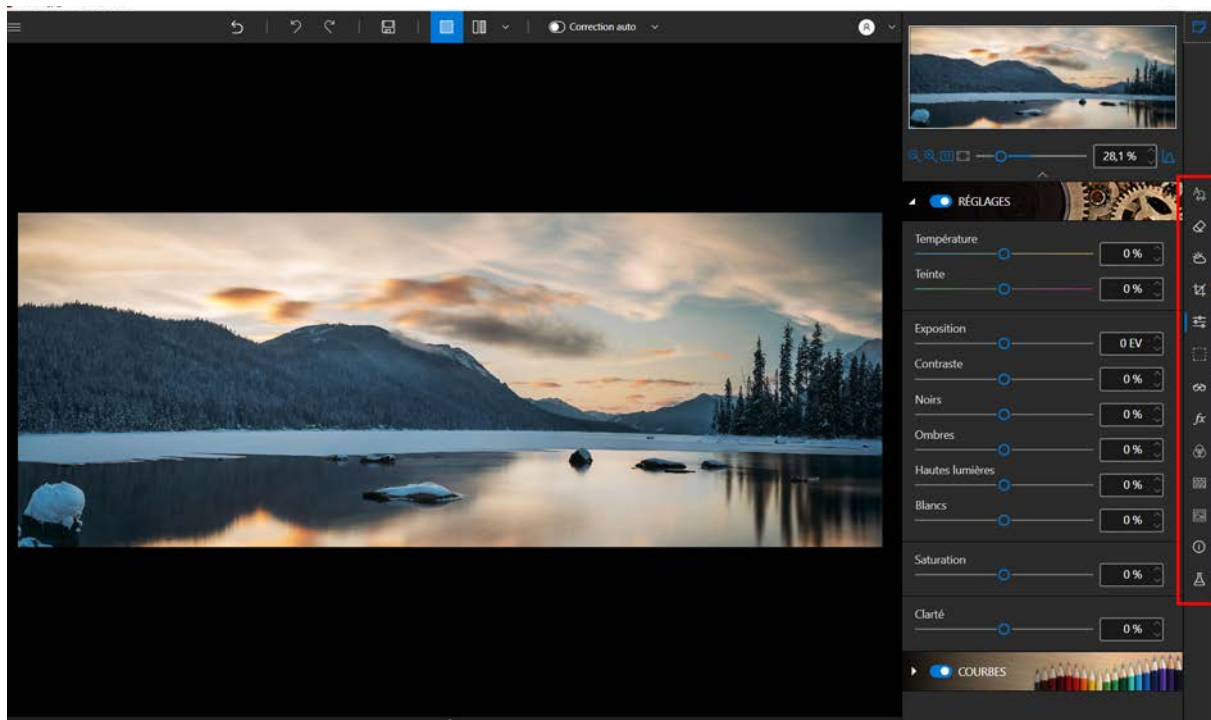 Correction auto
28,1 %
RÉGLAGES
Température
0 %
Teinte
0 %
Exposition
0 EV
Contraste
0 %
Noirs
0 %
Ombres
0 %
Hautes lumières
0 %
Blancs
0 %
Saturation
0 %
Clarté
0 %
COURBES
fx